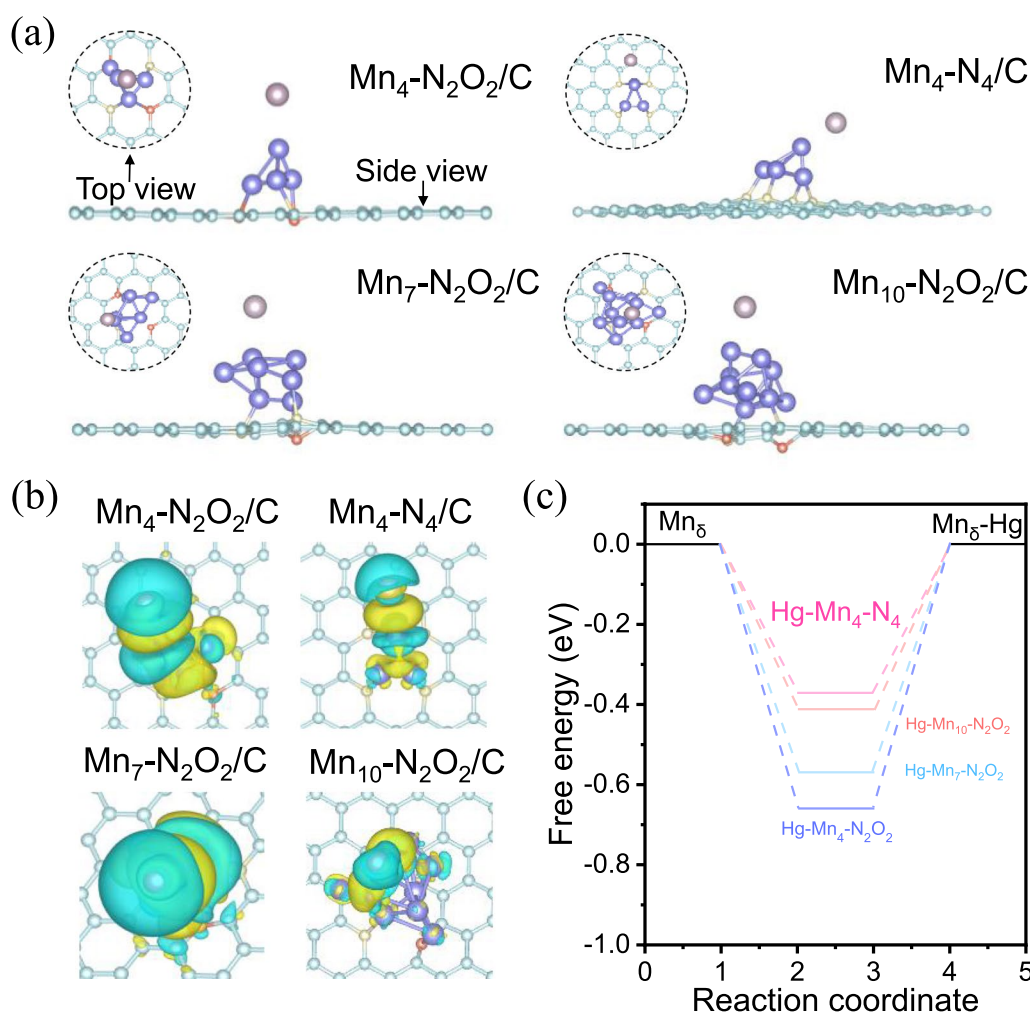 (a)
Mn₄-N₂O₂/C
Mn₄-N₄/C
Top view
Side view
Mn₇-N₂O₂/C
Mn₁₀-N₂O₂/C
(b)
Mn₄-N₂O₂/C
Mn₄-N₄/C
Mn₇-N₂O₂/C
Mn₁₀-N₂O₂/C
(c)
Mnδ
Mnδ-Hg
0.0
-0.2
-0.4
-0.6
-0.8
-1.0
Free energy (eV)
Hg-Mn₄-N₄
Hg-Mn₁₀-N₂O₂
Hg-Mn₇-N₂O₂
Hg-Mn₄-N₂O₂
0 1 2 3 4 5
Reaction coordinate